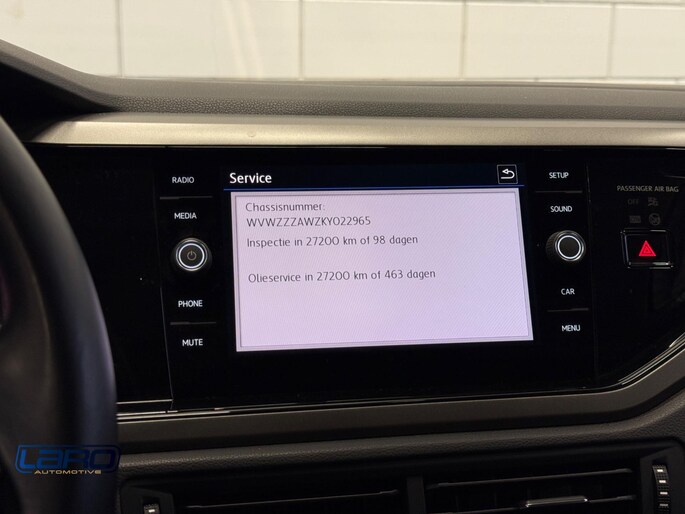 RADIO
MEDIA
PHONE
MUTE
Service
Chassisnummer:
WVWZZZAWZKY022965
Inspectie in 27200 km of 98 dagen
Olieservice in 27200 km of 463 dagen
SETUP
SOUND
CAR
MENU
PASSENGER AIR BAG
OFF
LARO
AUTOMOTIVE